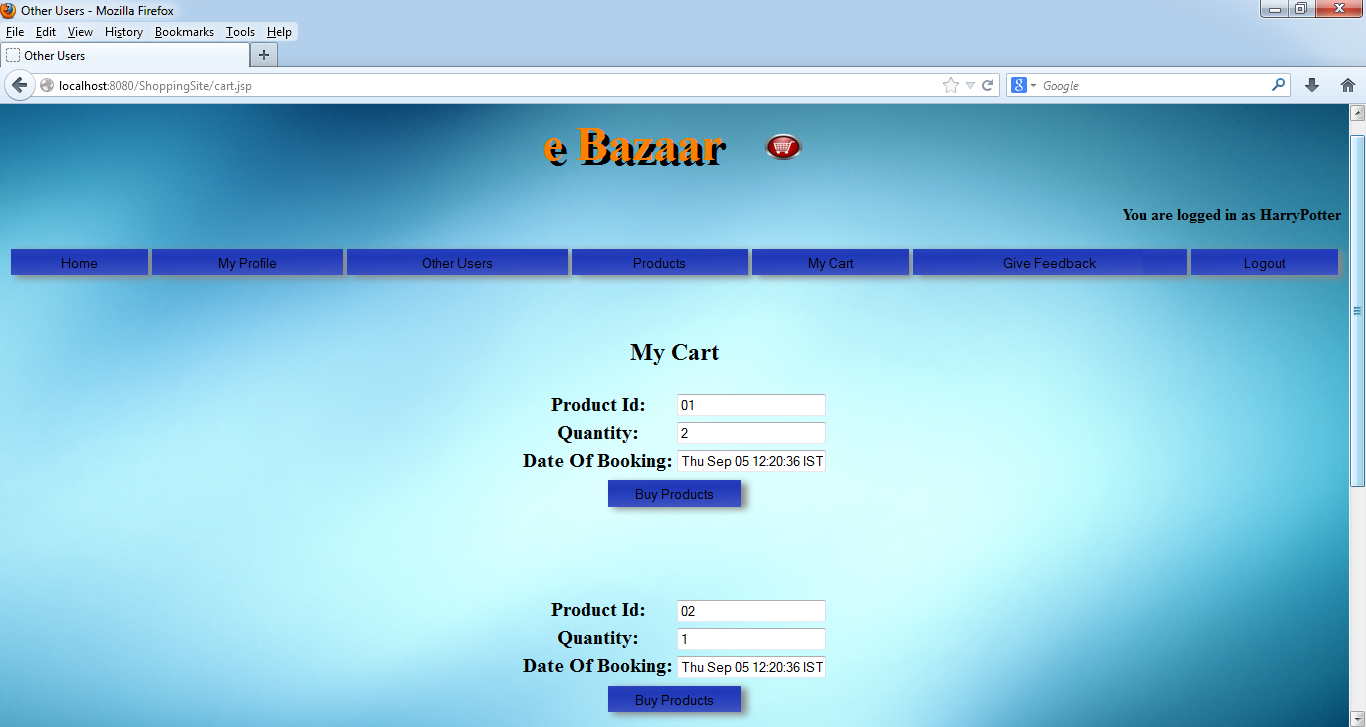 Other Users - Mozilla Firefox
File Edit View History Bookmarks Tools Help
Other Users +
localhost:8080/ShoppingSite/cart.jsp 8 Google
e Bazaar
You are logged in as HarryPotter
Home My Profile Other Users Products My Cart Give Feedback Logout
My Cart
Product Id: 01
Quantity: 2
Date Of Booking: Thu Sep 05 12:20:36 IST
Buy Products
Product Id: 02
Quantity: 1
Date Of Booking: Thu Sep 05 12:20:36 IST
Buy Products